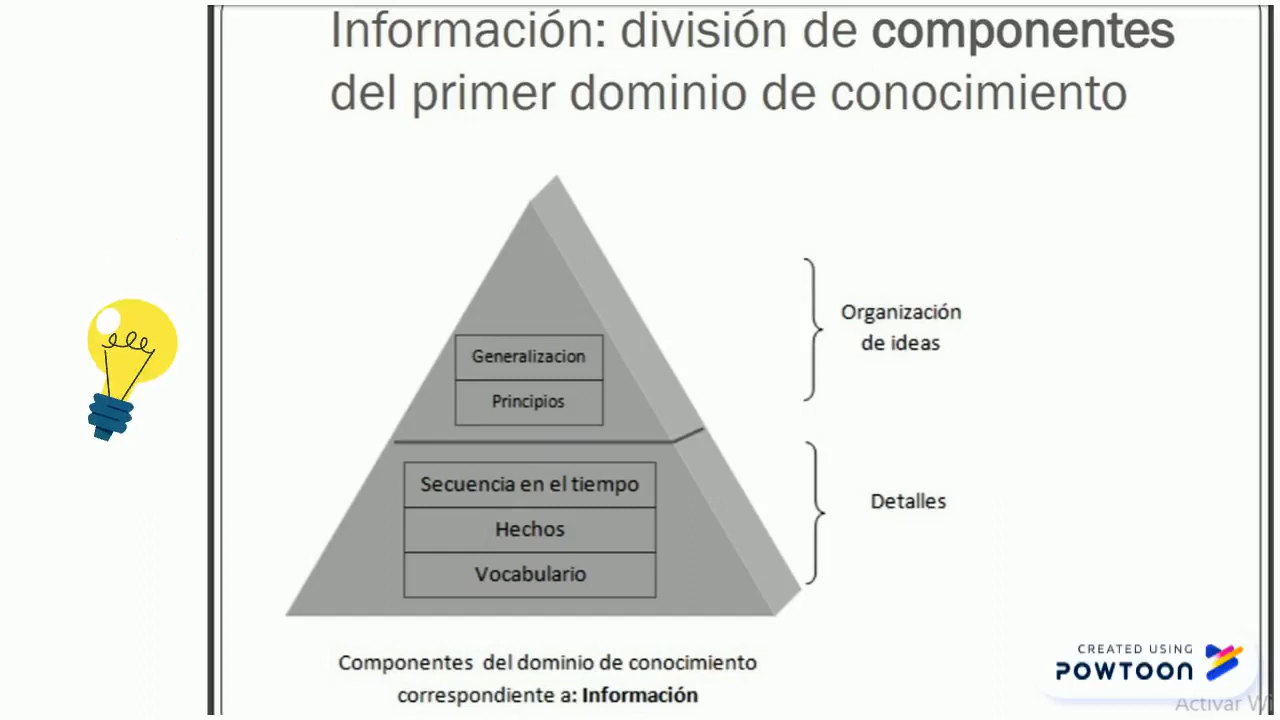 Información: división de componentes
del primer dominio de conocimiento
Generalizacion
Principios
Organización
de ideas
Secuencia en el tiempo
Hechos
Vocabulario
Detalles
Componentes del dominio de conocimiento
correspondiente a: Información
CREATED USING
POWTOON
Activar